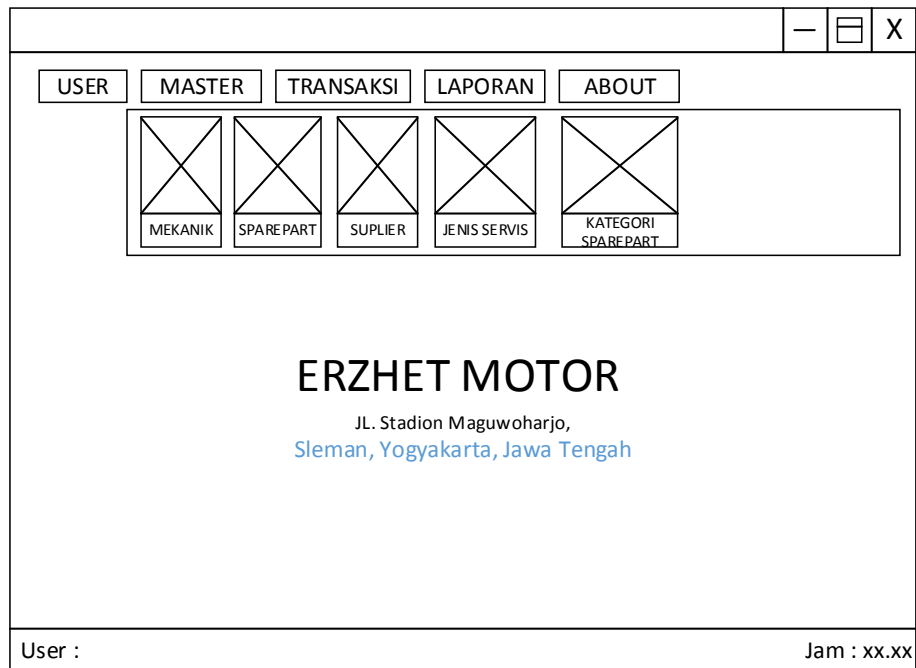 X
USER MASTER TRANSAKSI LAPORAN ABOUT
MEKANIK SPAREPART SUPLIER JENIS SERVIS KATEGORI
SPAREPART
ERZHET MOTOR
JL. Stadion Maguwoharjo,
Sleman, Yogyakarta, Jawa Tengah
User : Jam : xx.xx